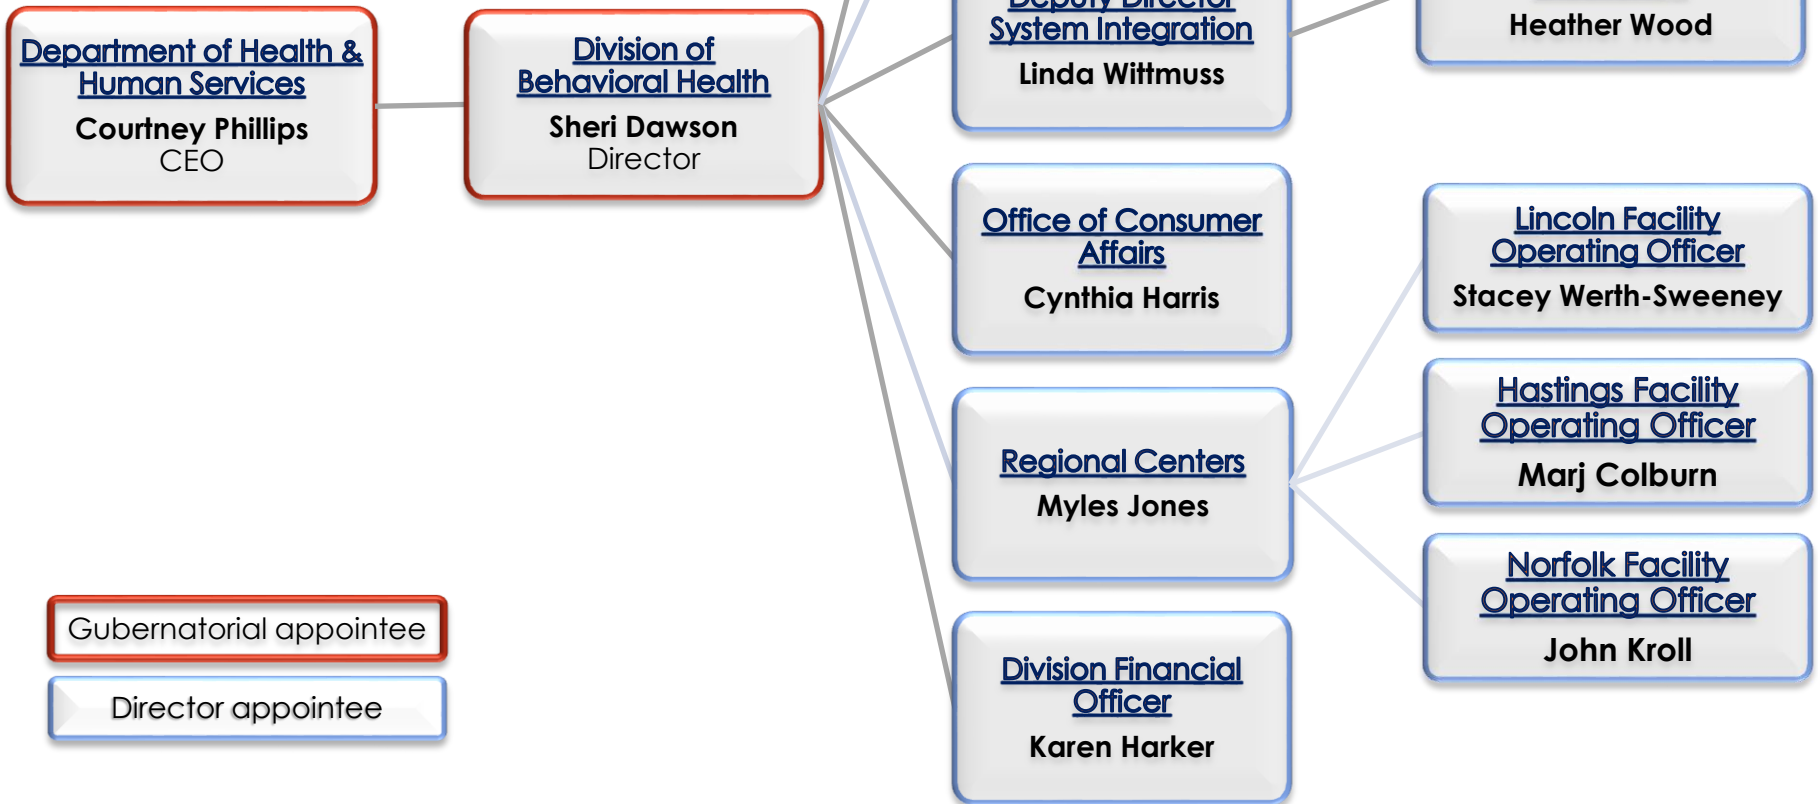 Department of Health &
Human Services
Courtney Phillips
CEO
Division of
Behavioral Health
Sheri Dawson
Director
Deputy Director
System Integration
Linda Wittmuss
Heather Wood
Office of Consumer
Affairs
Cynthia Harris
Regional Centers
Myles Jones
Division Financial
Officer
Karen Harker
Lincoln Facility
Operating Officer
Stacey Werth-Sweeney
Hastings Facility
Operating Officer
Marj Colburn
Norfolk Facility
Operating Officer
John Kroll
Gubernatorial appointee
Director appointee